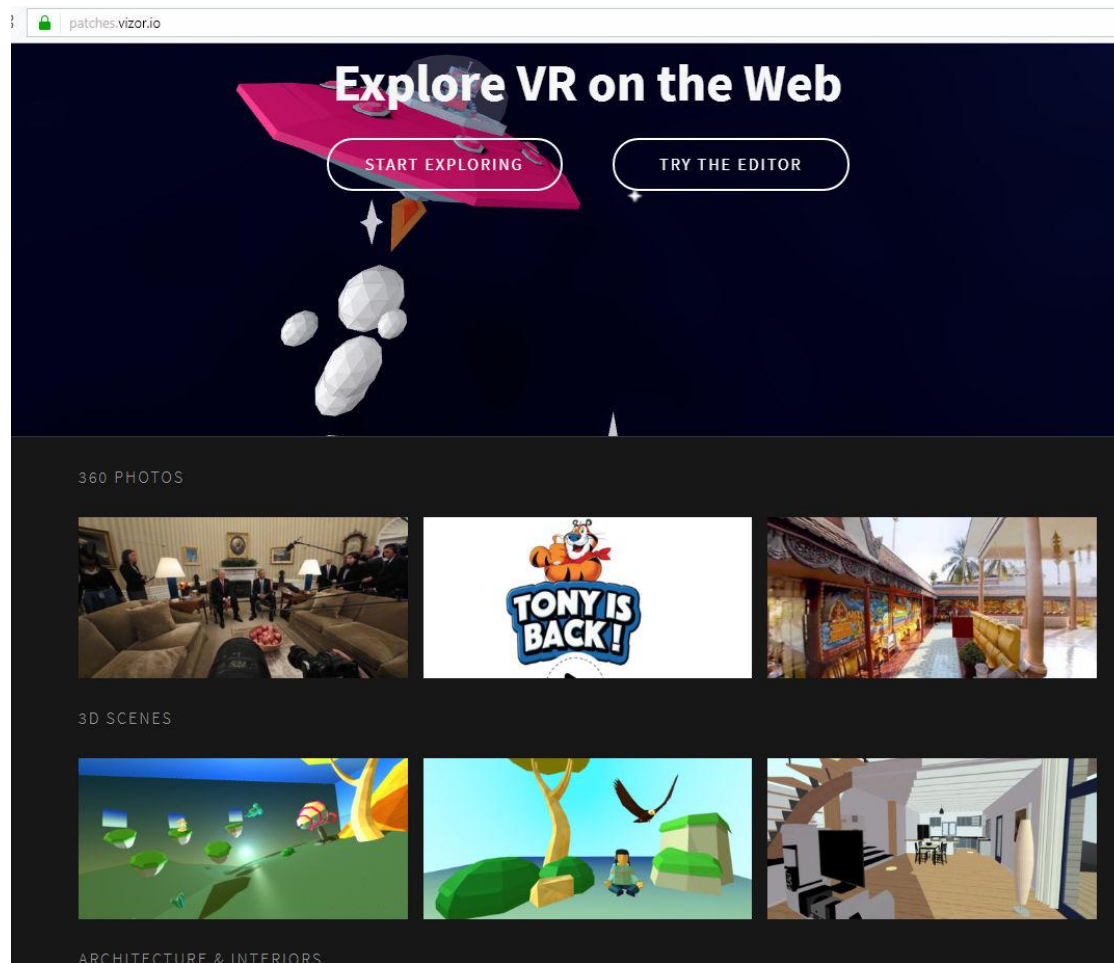 patches.vizor.io
Explore VR on the Web
START EXPLORING
TRY THE EDITOR
360 PHOTOS
TONY IS
BACK!
3D SCENES
ARCHITECTURE & INTERIORS